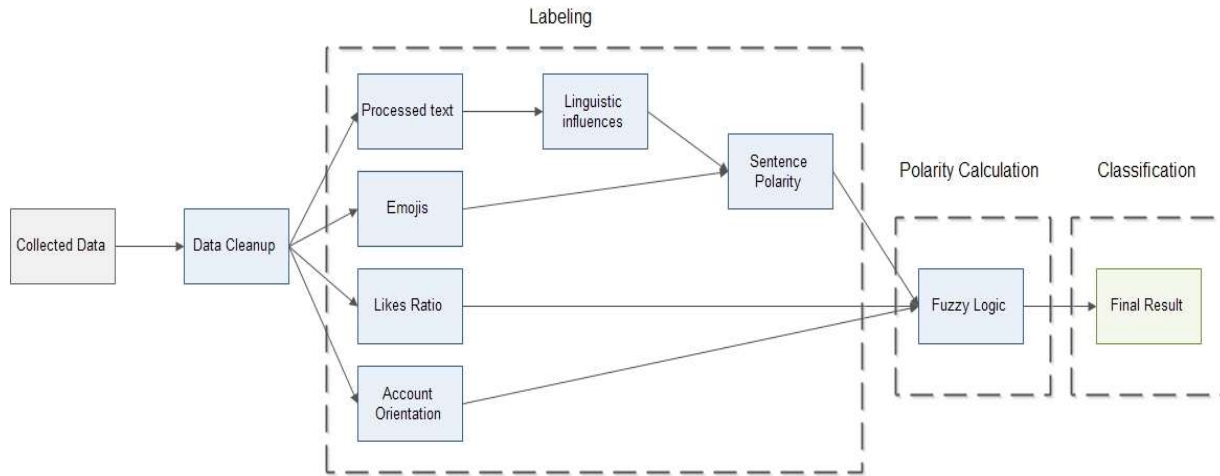 Labeling
Processed text
Linguistic
influences
Sentence
Polarity
Polarity Calculation
Classification
Emojis
Collected Data
Data Cleanup
Likes Ratio
Fuzzy Logic
Final Result
Account
Orientation